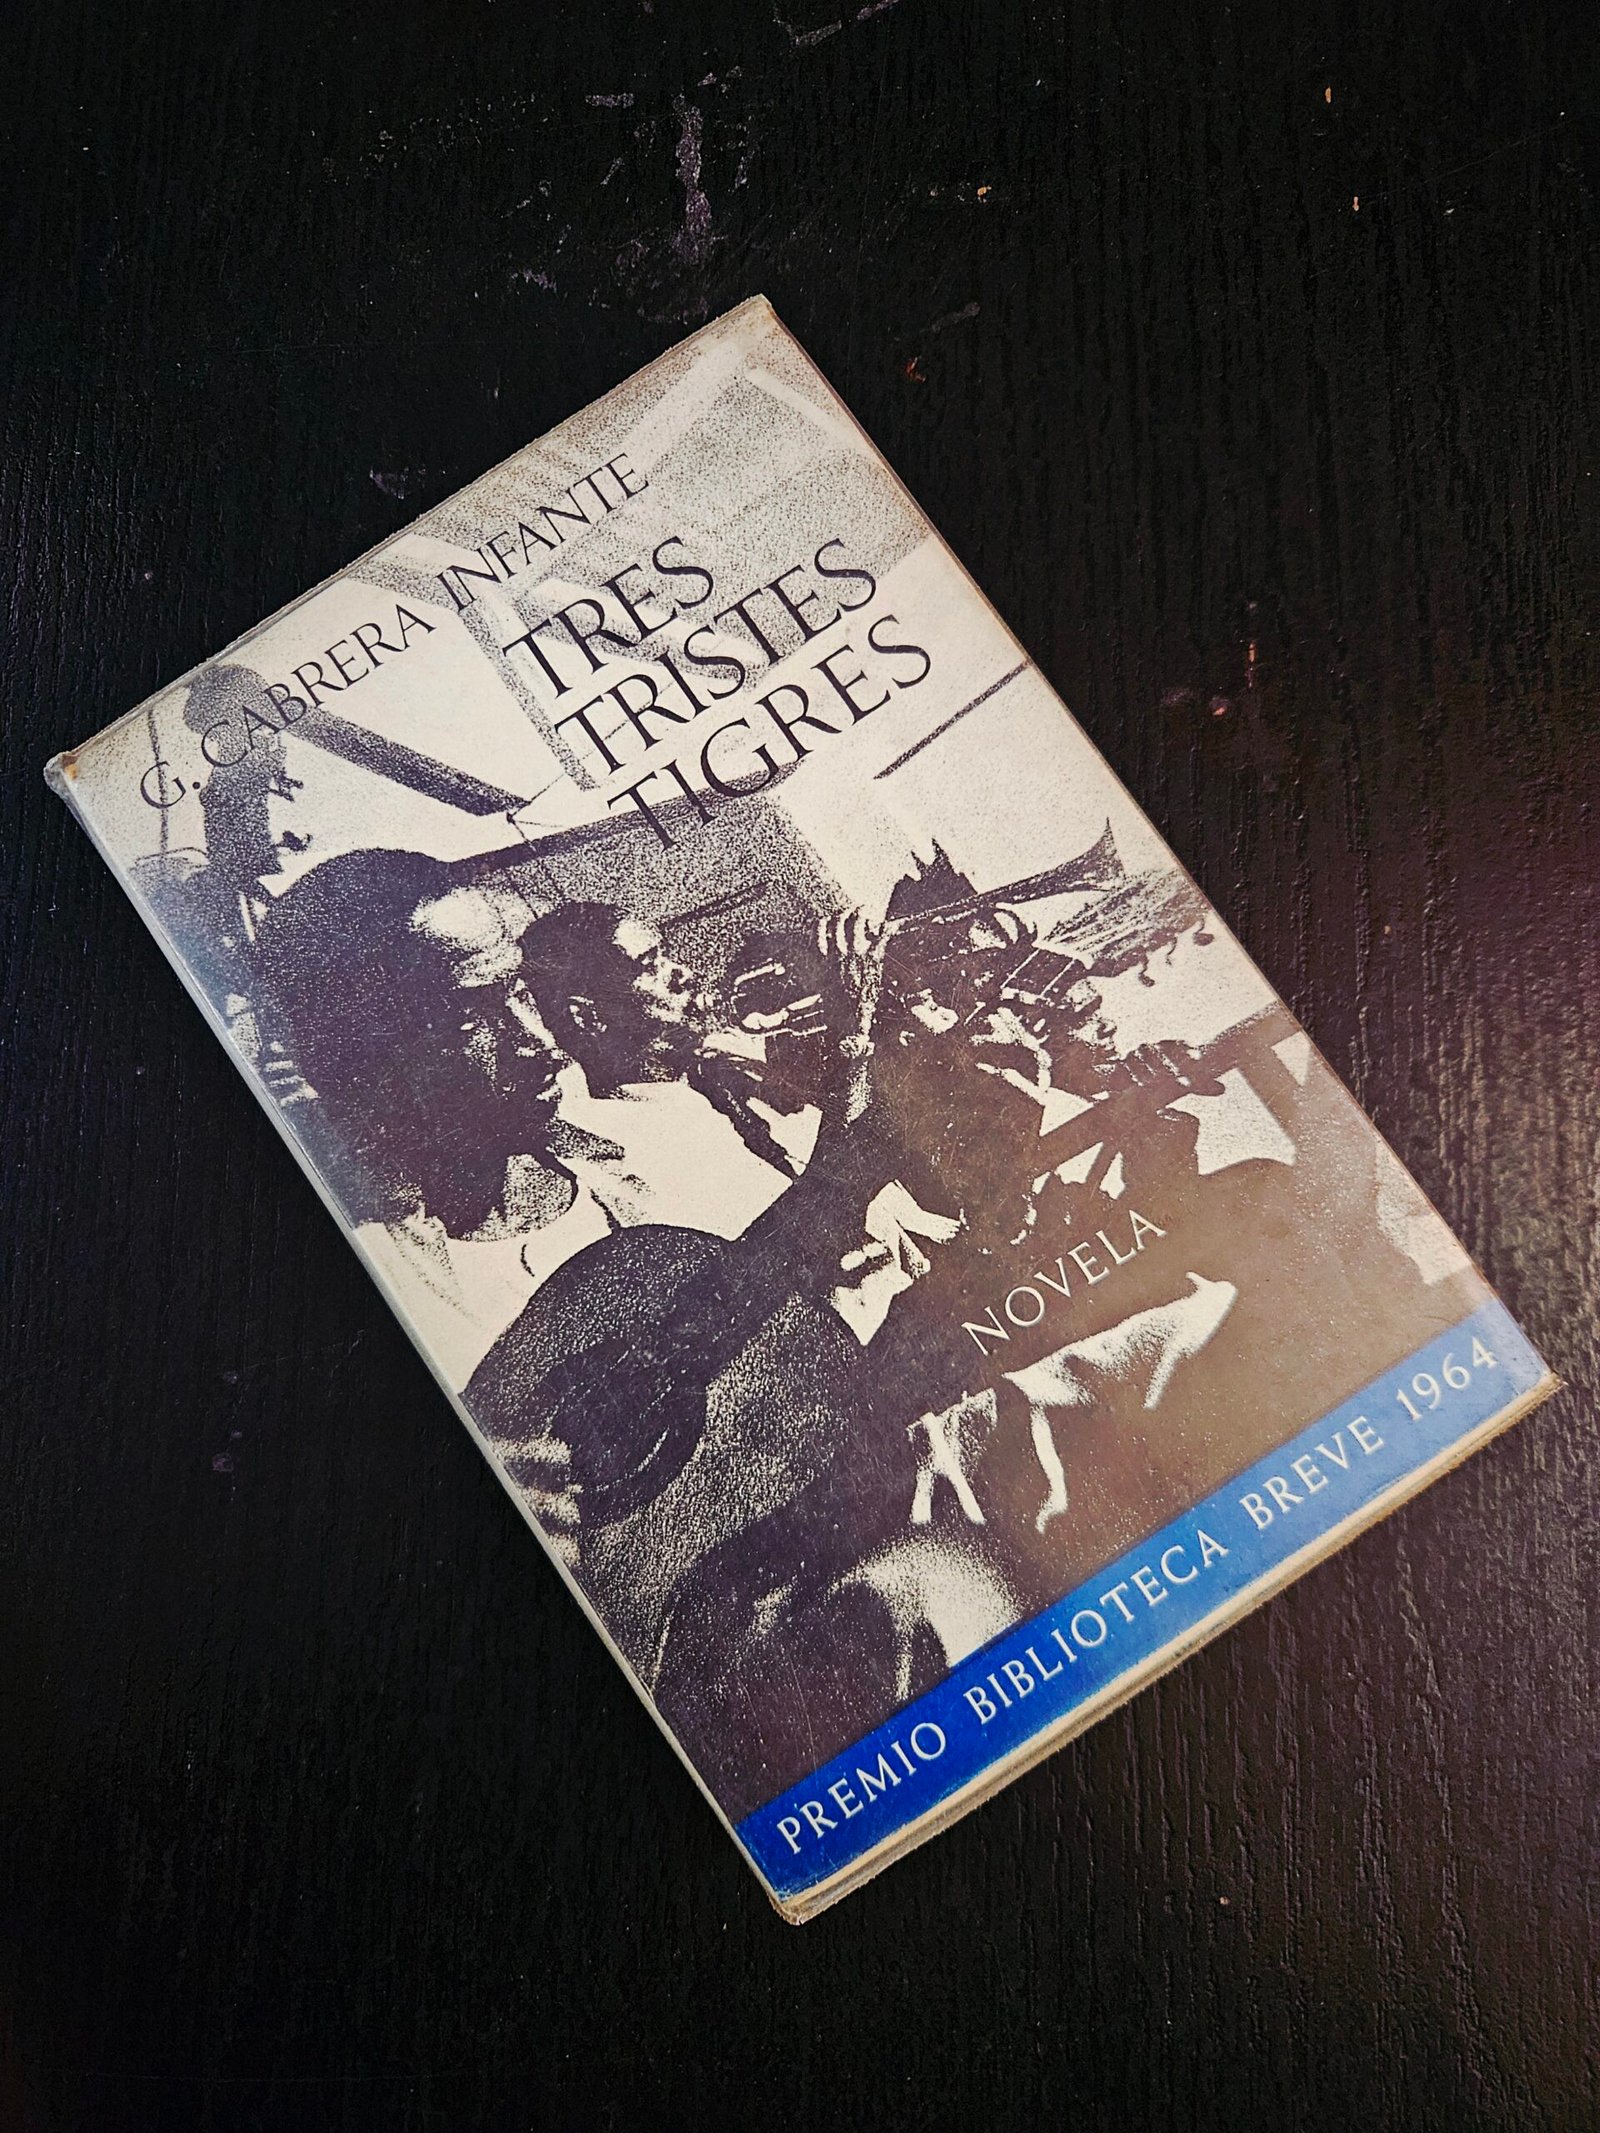 G. CABRERA INFANTE
TRES
TRISTES
TIGRES
NOVELA
PREMIO BIBLIOTECA BREVE 1964